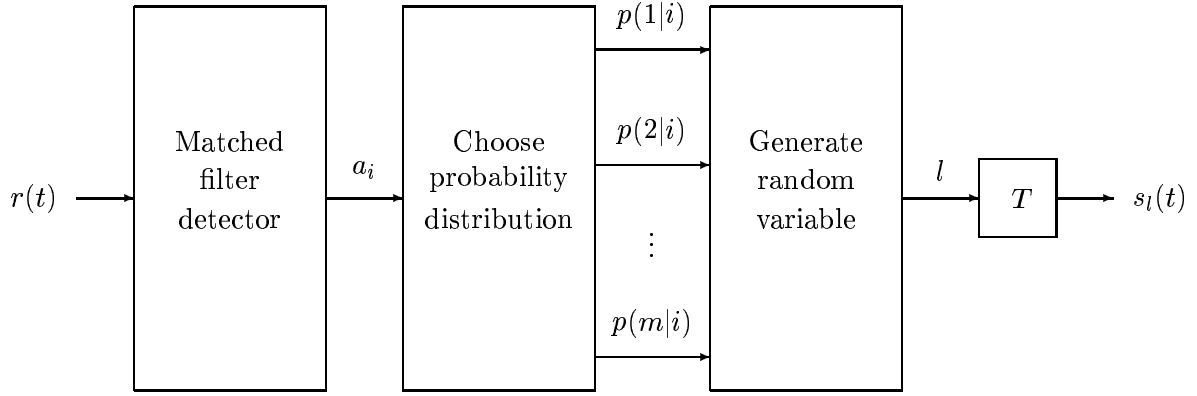 r(t)
Matched
filter
detector
a_i
Choose
probability
distribution
p(1|i)
p(2|i)
⋮
p(m|i)
Generate
random
variable
l
T
s_l(t)